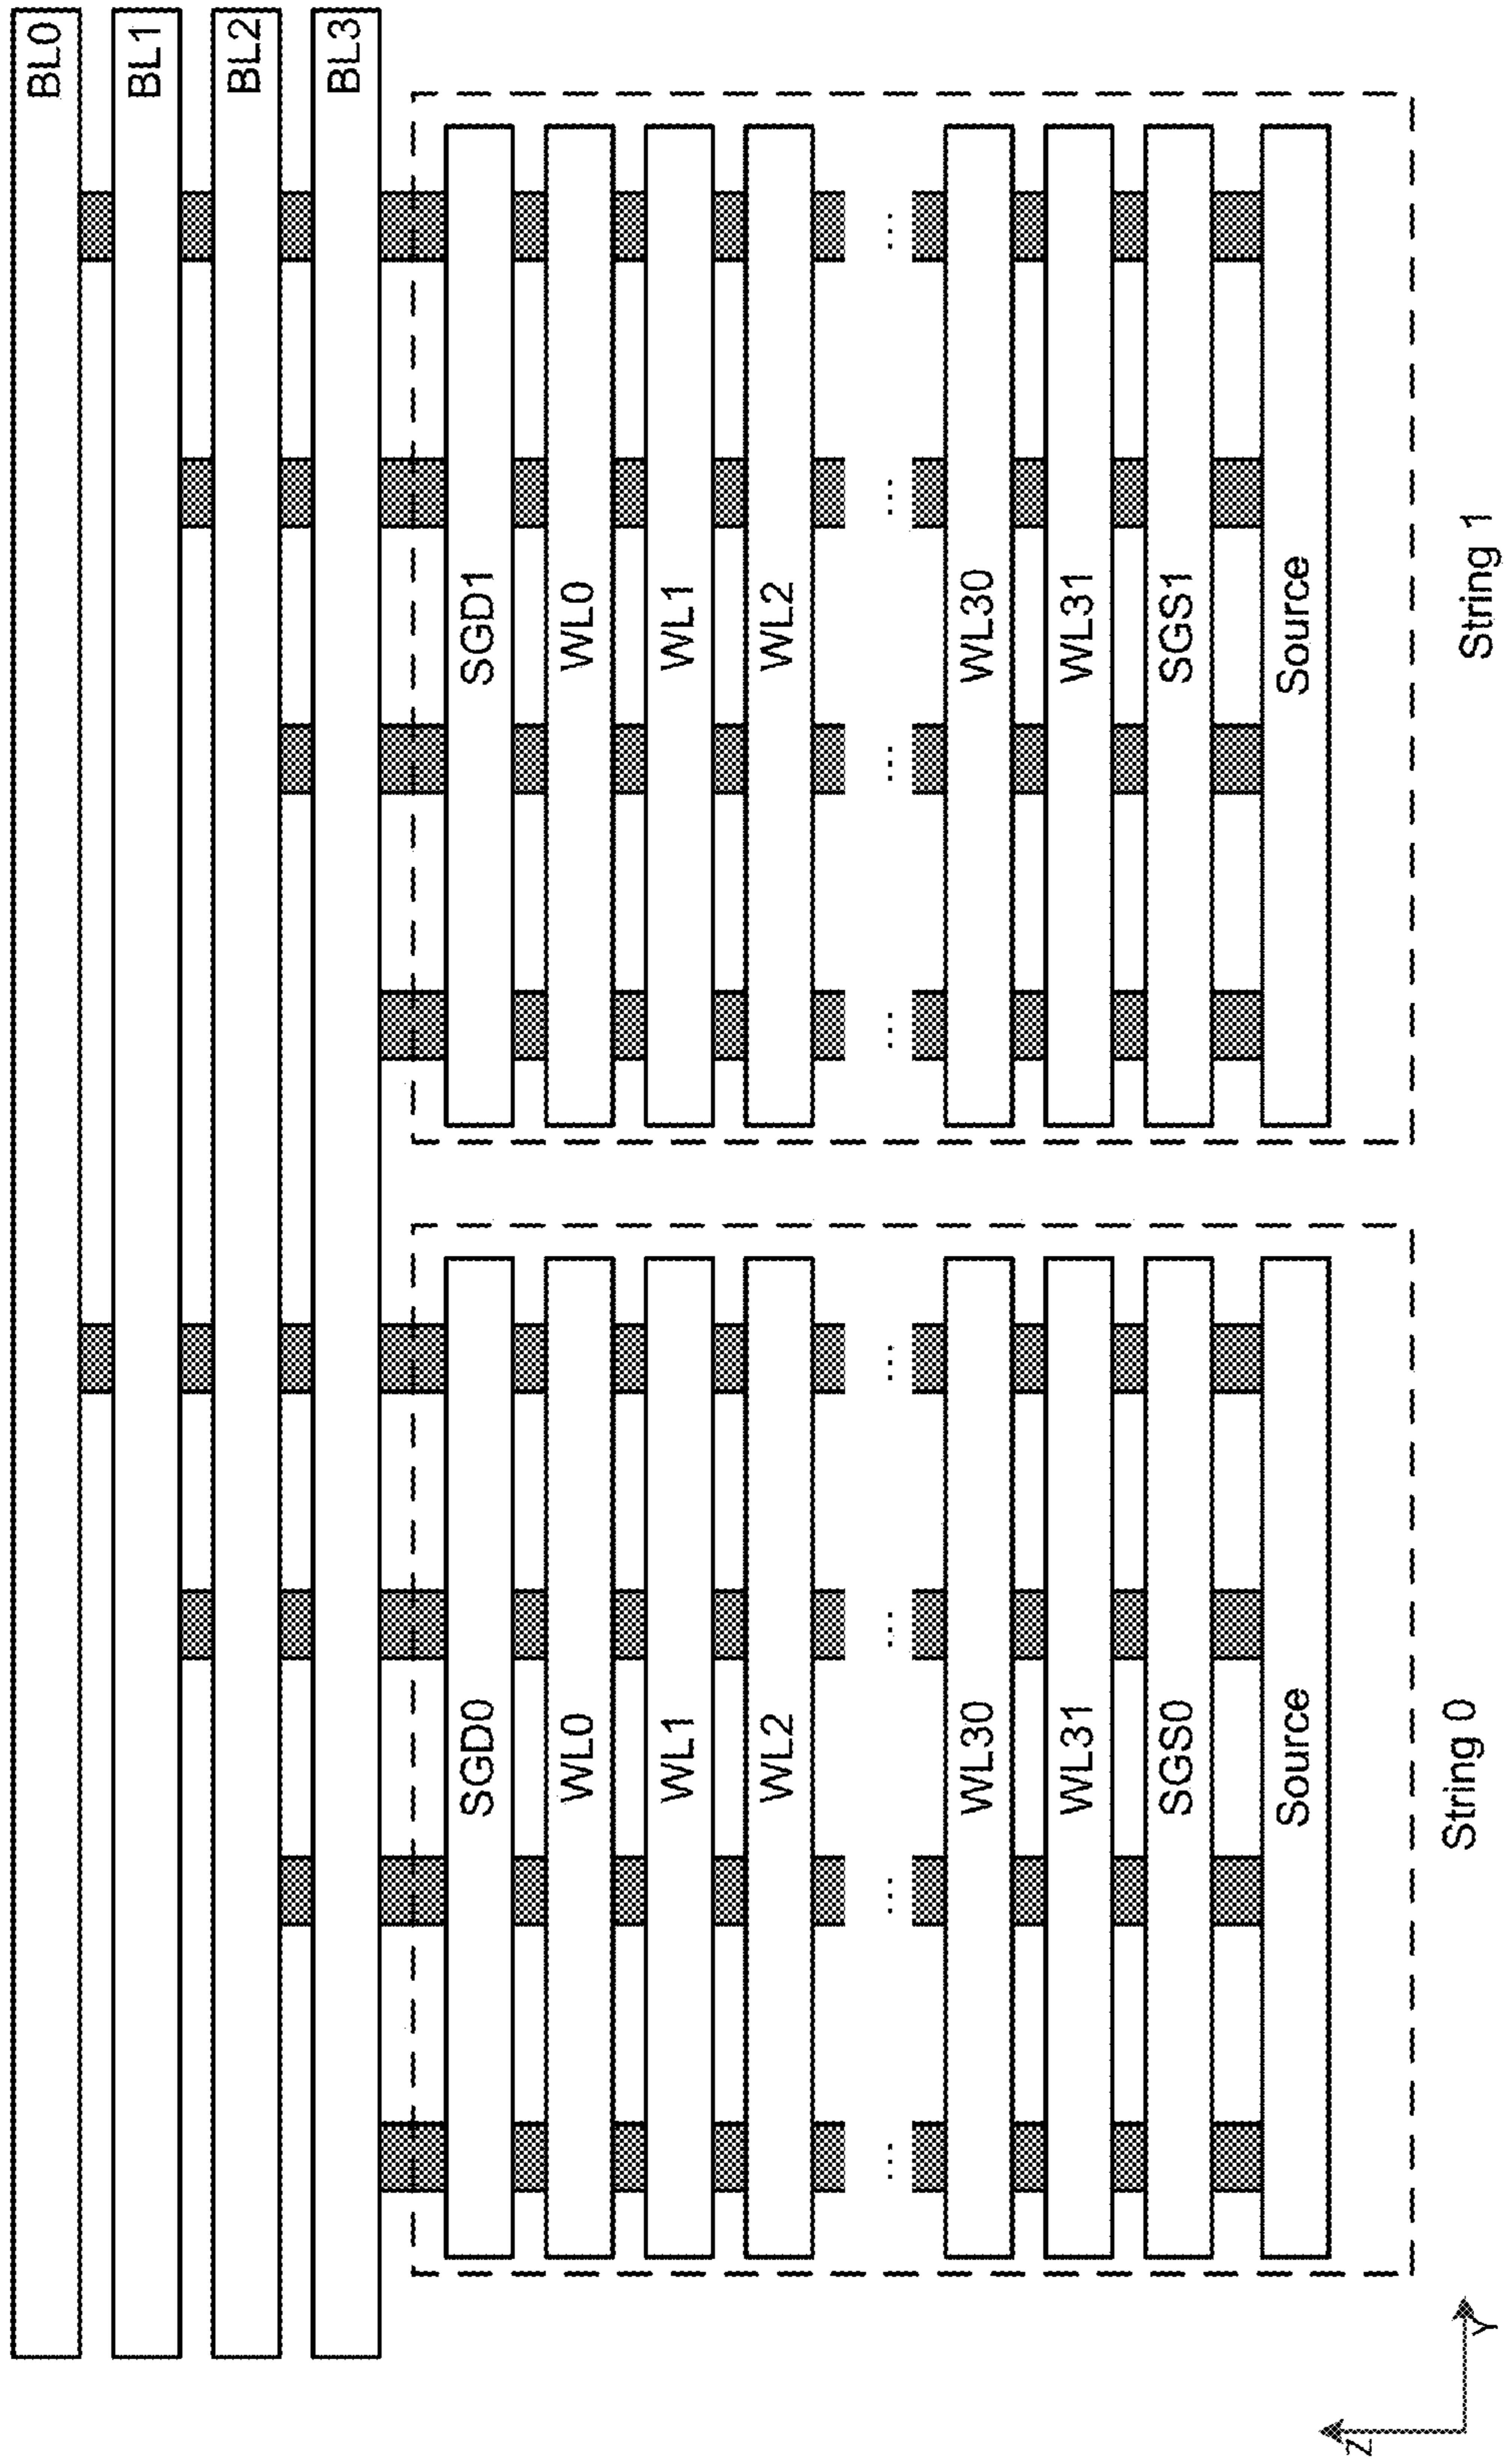 BL0
BL1
BL2
BL3
SGD0
SGD1
WL0
WL0
WL1
WL1
WL2
WL2
...
...
...
...
...
...
...
...
WL30
WL30
WL31
WL31
SGS0
SGS1
Source
Source
String 0
String 1
Z
Y